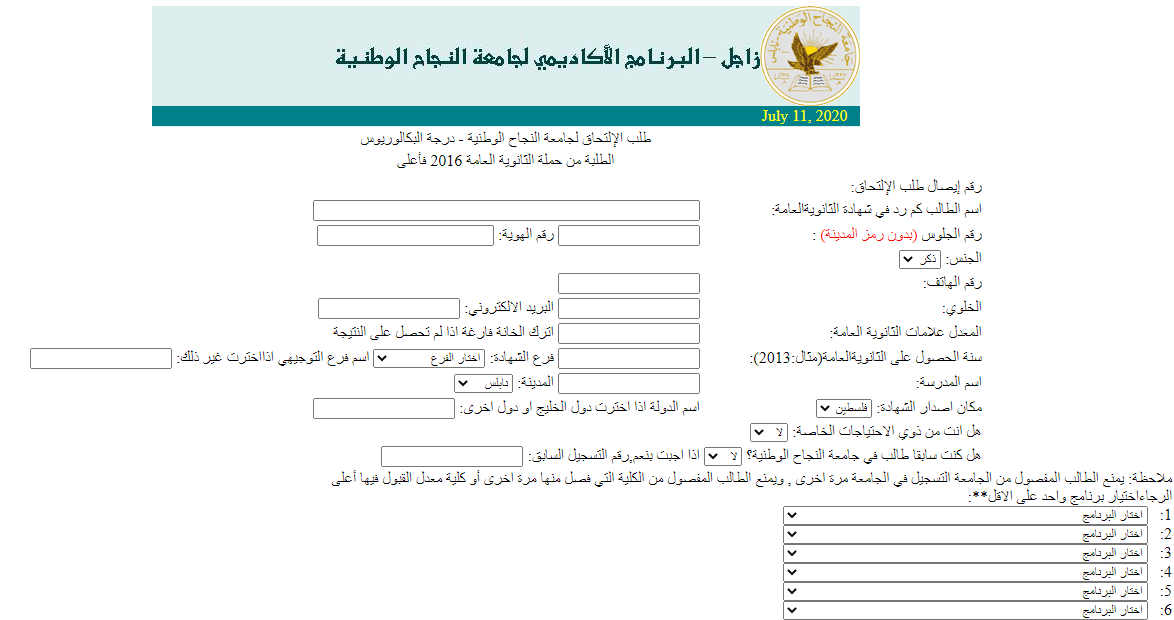 زاجل – البرنامج الأكاديمي لجامعة النجاح الوطنية
July 11, 2020
طلب الإلتحاق لجامعة النجاح الوطنية - درجة البكالوريوس
الطلبة من حملة الثانوية العامة 2016 فأعلى
رقم إيصال طلب الإلتحاق:
اسم الطالب كم رد في شهادة الثانويةالعامة:
رقم الجلوس (بدون رمز المدينة) : رقم الهوية:
الجنس: ذكر
رقم الهاتف:
الخلوي: البريد الالكتروني:
المعدل علامات الثانوية العامة: اترك الخانة فارغة اذا لم تحصل على النتيجة
سنة الحصول على الثانويةالعامة(مثال:2013): فرع الشهادة: اختار الفرع اسم فرع التوجيهي اذااخترت غير ذلك:
اسم المدرسة: المدينة: نابلس
مكان اصدار الشهادة: فلسطين اسم الدولة اذا اخترت دول الخليج او دول اخرى:
هل انت من ذوي الاحتياجات الخاصة: لا
هل كنت سابقا طالب في جامعة النجاح الوطنية؟ لا اذا اجبت بنعم,رقم التسجيل السابق:
ملاحظة: يمنع الطالب المفصول من الجامعة التسجيل في الجامعة مرة اخرى , ويمنع الطالب المفصول من الكلية التي فصل منها مرة اخرى أو كلية معدل القبول فيها أعلى
الرجاءاختيار برنامج واحد على الاقل**:
1: اختار البرنامج
2: اختار البرنامج
3: اختار البرنامج
4: اختار البرنامج
5: اختار البرنامج
6: اختار البرنامج